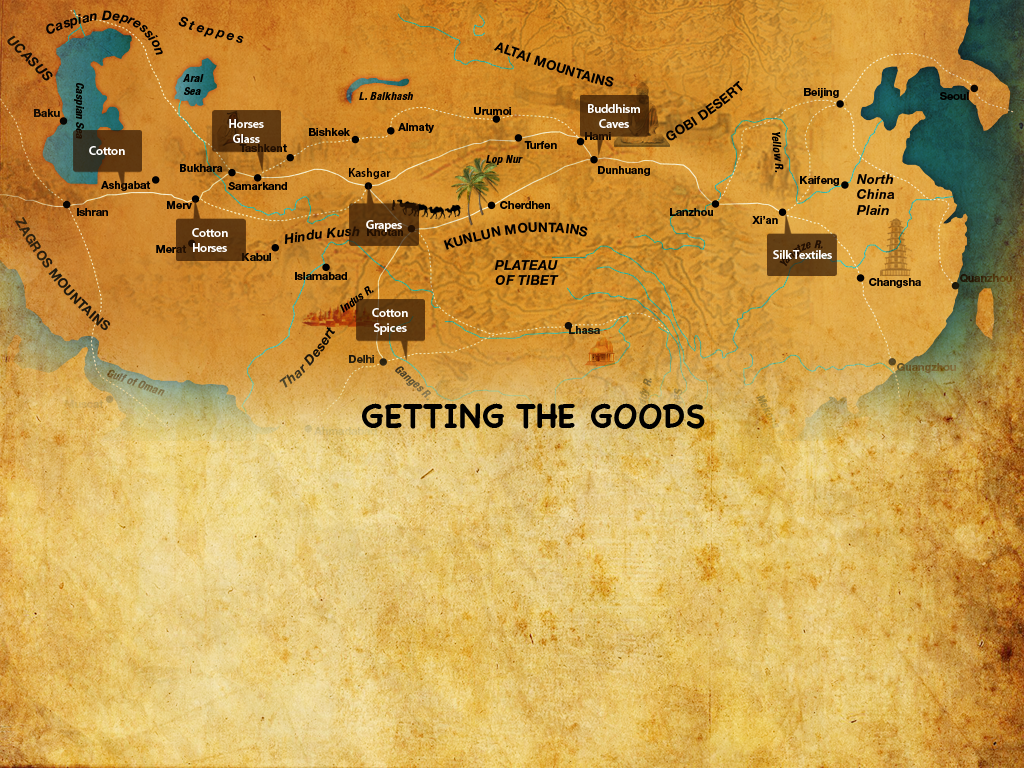 Caspian Depression
Steppes
UCASUS
ALTAI MOUNTAINS
Aral
Sea
Caspian Sea
L. Balkhash
GOBI DESERT
Beijing
Seoul
Baku
Urumoi
Buddhism
Caves
Horses
Glass
Bishkek
Almaty
Hami
Turfen
Yellow R.
Cotton
Tashkent
Lop Nur
Bukhara
Kashgar
Dunhuang
Kaifeng
North
China
Plain
Ashgabat
Samarkand
Merv
Cherdhen
Ishran
Lanzhou
Xi'an
Grapes
Cotton
Horses
Hindu Kush
KUNLUN MOUNTAINS
Merat
Kabul
Silk Textiles
ZAGROS MOUNTAINS
PLATEAU
OF TIBET
Islamabad
Changsha
Quanzhou
Indus R.
Cotton
Spices
Lhasa
Thar Desert
Delhi
Ganges R.
Guangzhou
Gulf of Oman
GETTING THE GOODS